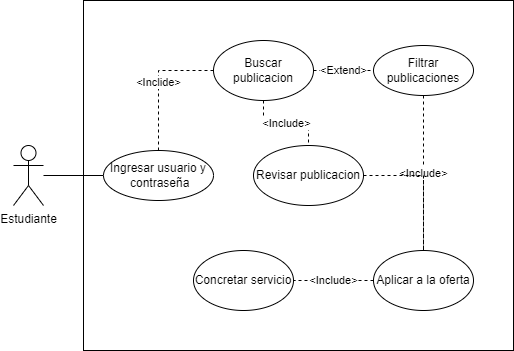 Buscar
publicacion
<Extend>
Filtrar
publicaciones
<Inclide>
<Include>
Ingresar usuario y
contraseña
Revisar publicacion
<Include>
Estudiante
Concretar servicio
<Include>
Aplicar a la oferta